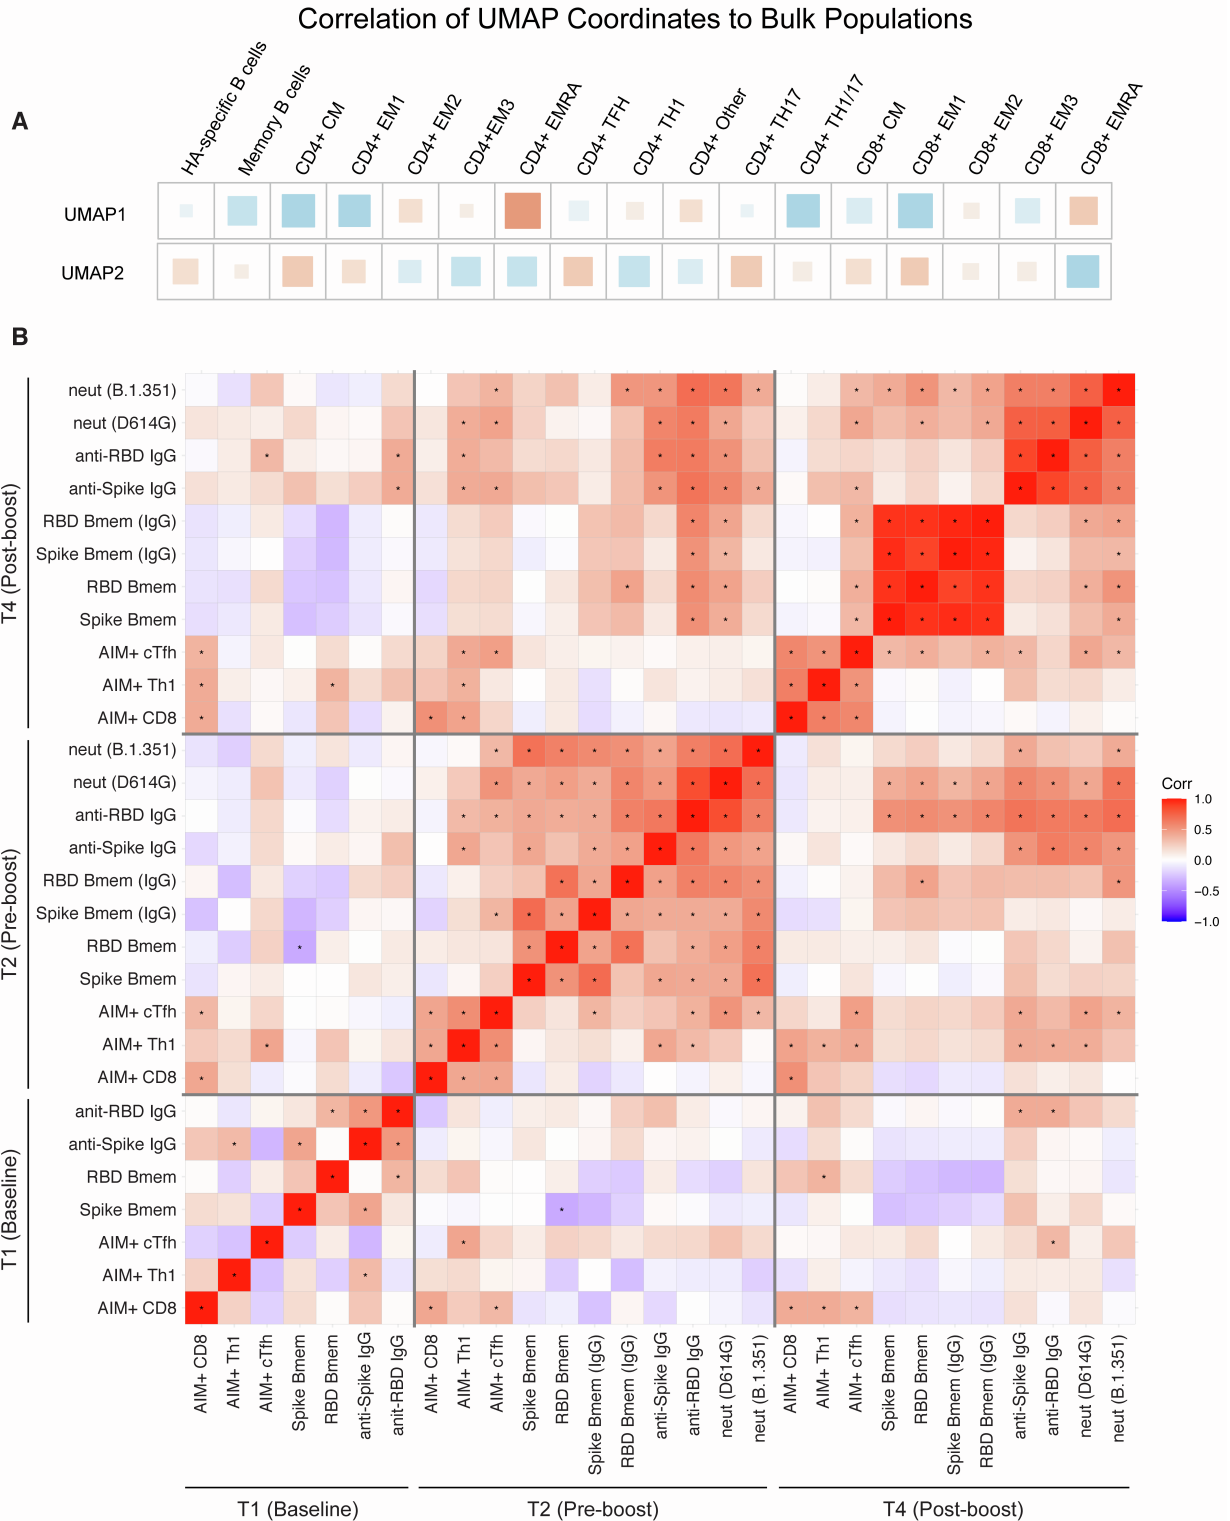 Correlation of UMAP Coordinates to Bulk Populations
A
HA-specific B cells
Memory B cells
CD4+ CM
CD4+ EM1
CD4+ EM2
CD4+EM3
CD4+ EMRA
CD4+ TFH
CD4+ TH1
CD4+ Other
CD4+ TH17
CD4+ TH1/17
CD8+ CM
CD8+ EM1
CD8+ EM2
CD8+ EM3
CD8+ EMRA
UMAP1
UMAP2
B
T4 (Post-boost)
neut (B.1.351)
neut (D614G)
anti-RBD IgG
anti-Spike IgG
RBD Bmem (IgG)
Spike Bmem (IgG)
RBD Bmem
Spike Bmem
AIM+ cTfh
AIM+ Th1
AIM+ CD8
T2 (Pre-boost)
neut (B.1.351)
neut (D614G)
anti-RBD IgG
anti-Spike IgG
RBD Bmem (IgG)
Spike Bmem (IgG)
RBD Bmem
Spike Bmem
AIM+ cTfh
AIM+ Th1
AIM+ CD8
T1 (Baseline)
anit-RBD IgG
anti-Spike IgG
RBD Bmem
Spike Bmem
AIM+ cTfh
AIM+ Th1
AIM+ CD8
Corr
1.0
0.5
0.0
−0.5
−1.0
AIM+ CD8
AIM+ Th1
AIM+ cTfh
Spike Bmem
RBD Bmem
anti-Spike IgG
anit-RBD IgG
AIM+ CD8
AIM+ Th1
AIM+ cTfh
Spike Bmem
RBD Bmem
Spike Bmem (IgG)
RBD Bmem (IgG)
anti-Spike IgG
anti-RBD IgG
neut (D614G)
neut (B.1.351)
AIM+ CD8
AIM+ Th1
AIM+ cTfh
Spike Bmem
RBD Bmem
Spike Bmem (IgG)
RBD Bmem (IgG)
anti-Spike IgG
anti-RBD IgG
neut (D614G)
neut (B.1.351)
T1 (Baseline)
T2 (Pre-boost)
T4 (Post-boost)